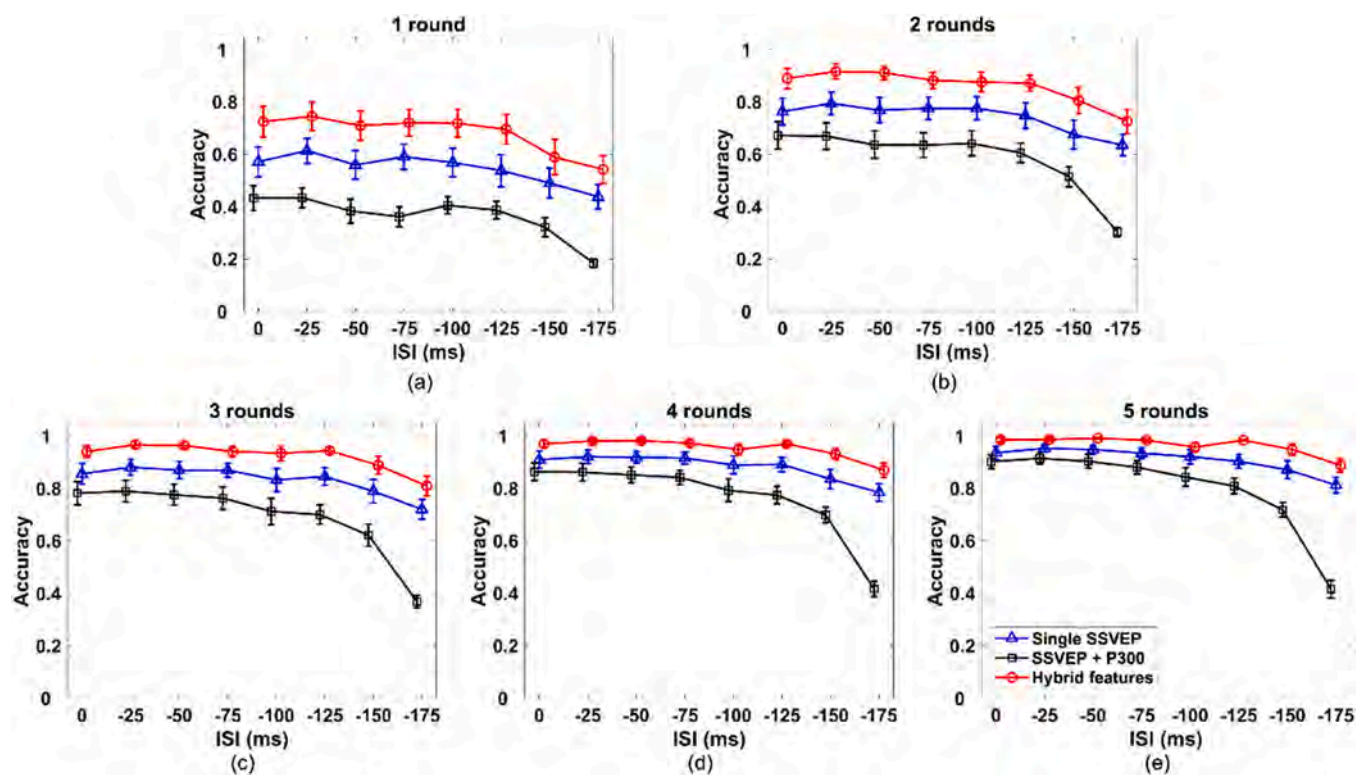 1 round
Accuracy
1
0.8
0.6
0.4
0.2
0
0 -25 -50 -75 -100 -125 -150 -175
ISI (ms)
(a)
2 rounds
Accuracy
1
0.8
0.6
0.4
0.2
0
0 -25 -50 -75 -100 -125 -150 -175
ISI (ms)
(b)
3 rounds
Accuracy
1
0.8
0.6
0.4
0.2
0
0 -25 -50 -75 -100 -125 -150 -175
ISI (ms)
(c)
4 rounds
Accuracy
1
0.8
0.6
0.4
0.2
0
0 -25 -50 -75 -100 -125 -150 -175
ISI (ms)
(d)
5 rounds
Accuracy
1
0.8
0.6
0.4
0.2
0
Single SSVEP
SSVEP + P300
Hybrid features
0 -25 -50 -75 -100 -125 -150 -175
ISI (ms)
(e)